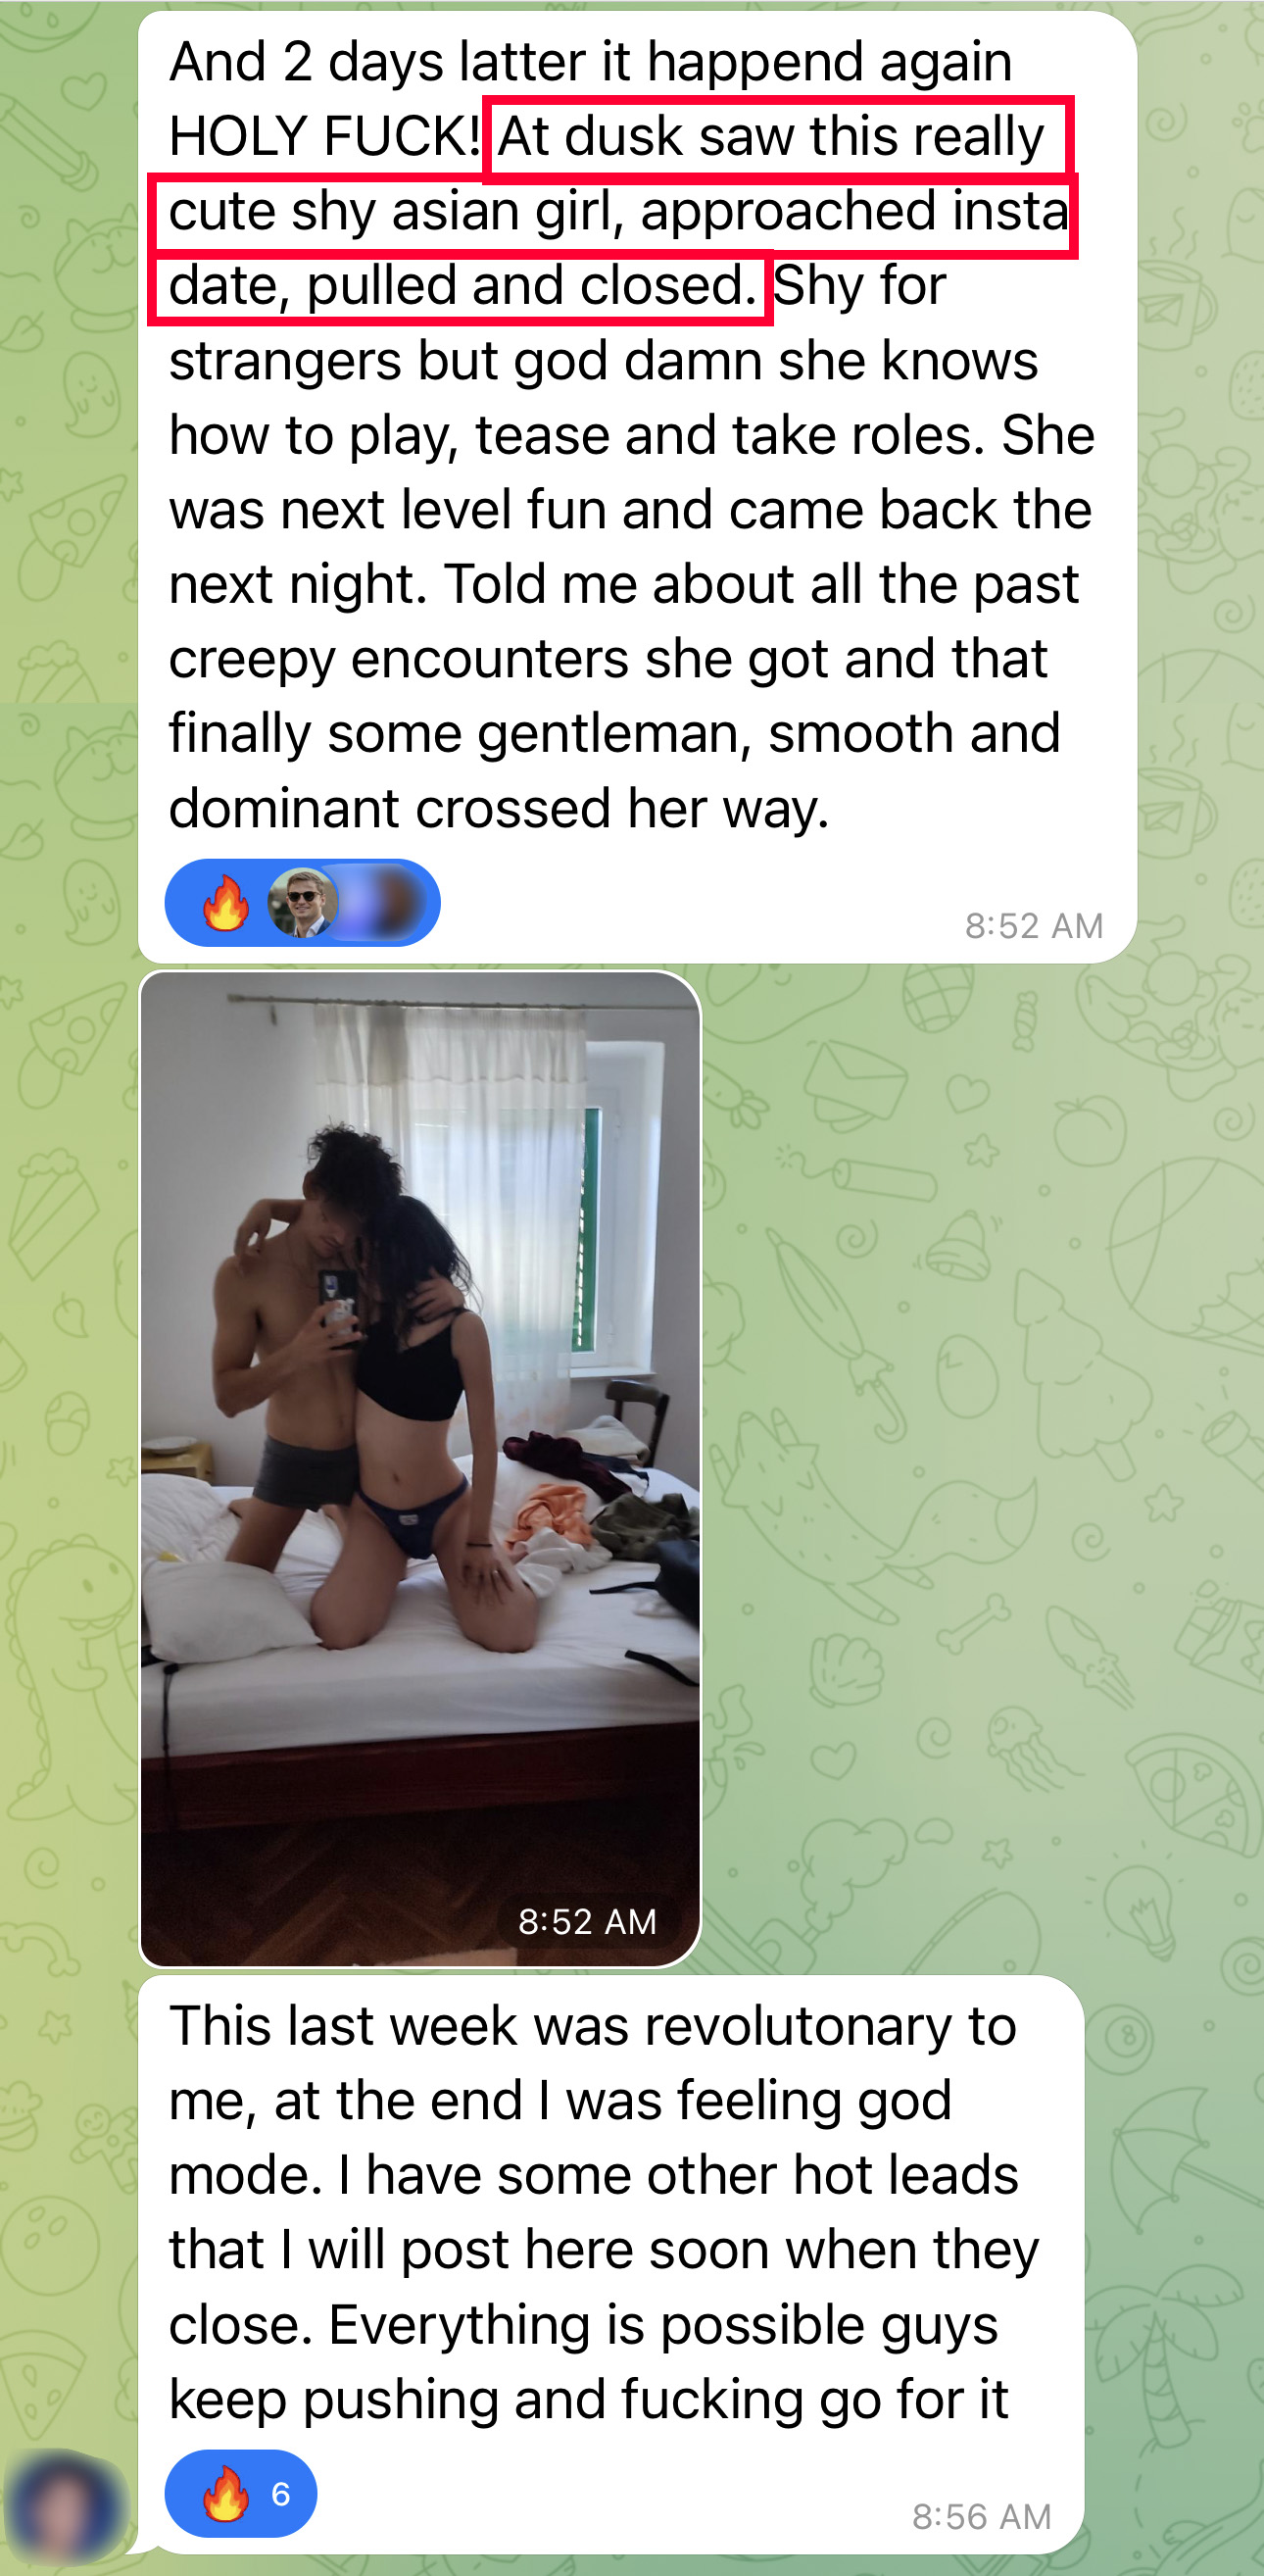 And 2 days latter it happend again
HOLY FUCK! At dusk saw this really
cute shy asian girl, approached insta
date, pulled and closed. Shy for
strangers but god damn she knows
how to play, tease and take roles. She
was next level fun and came back the
next night. Told me about all the past
creepy encounters she got and that
finally some gentleman, smooth and
dominant crossed her way.
8:52 AM
8:52 AM
This last week was revolutonary to
me, at the end I was feeling god
mode. I have some other hot leads
that I will post here soon when they
close. Everything is possible guys
keep pushing and fucking go for it
6
8:56 AM